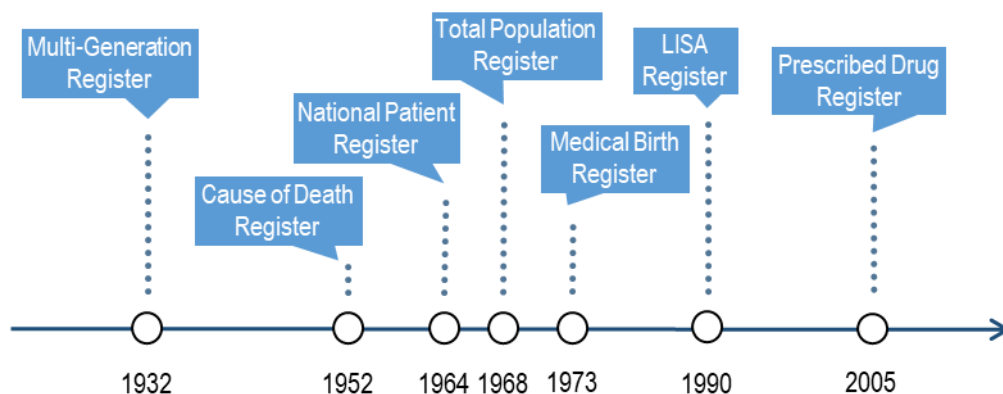 Multi-Generation
Register
Cause of Death
Register
National Patient
Register
Total Population
Register
Medical Birth
Register
LISA
Register
Prescribed Drug
Register
1932
1952
1964
1968
1973
1990
2005